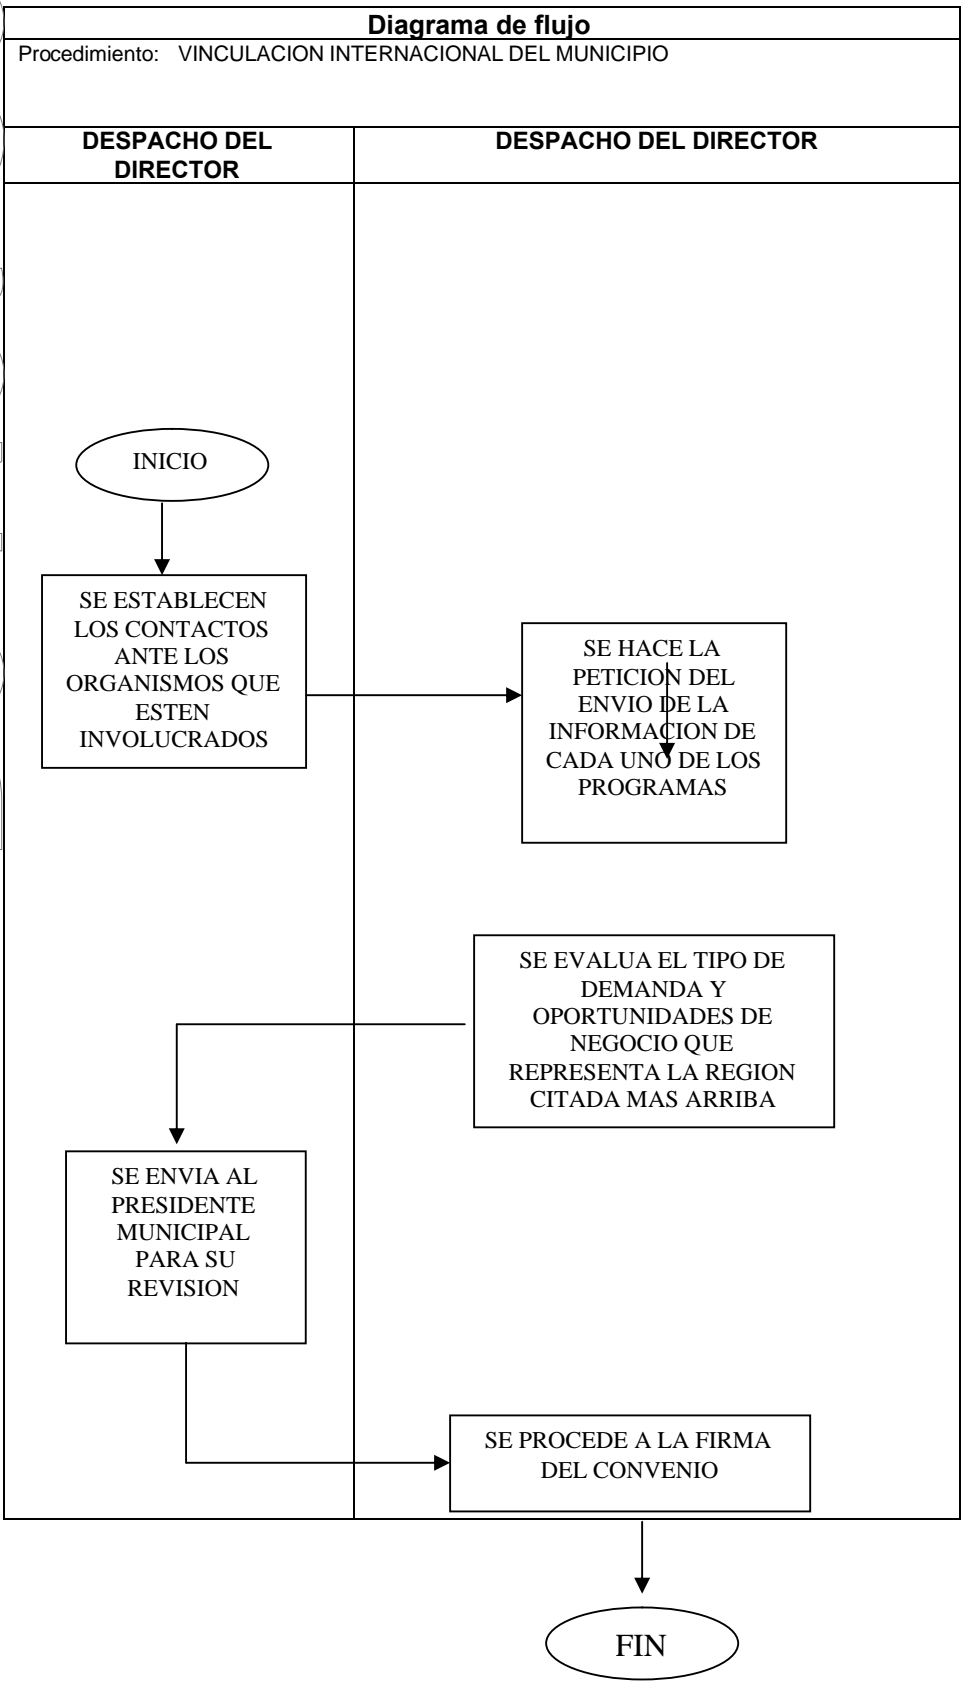 Diagrama de flujo
Procedimiento: VINCULACION INTERNACIONAL DEL MUNICIPIO
DESPACHO DEL
DIRECTOR
DESPACHO DEL DIRECTOR
INICIO
SE ESTABLECEN
LOS CONTACTOS
ANTE LOS
ORGANISMOS QUE
ESTEN
INVOLUCRADOS
SE HACE LA
PETICION DEL
ENVIO DE LA
INFORMACION DE
CADA UNO DE LOS
PROGRAMAS
SE EVALUA EL TIPO DE
DEMANDA Y
OPORTUNIDADES DE
NEGOCIO QUE
REPRESENTA LA REGION
CITADA MAS ARRIBA
SE ENVIA AL
PRESIDENTE
MUNICIPAL
PARA SU
REVISION
SE PROCEDE A LA FIRMA
DEL CONVENIO
FIN